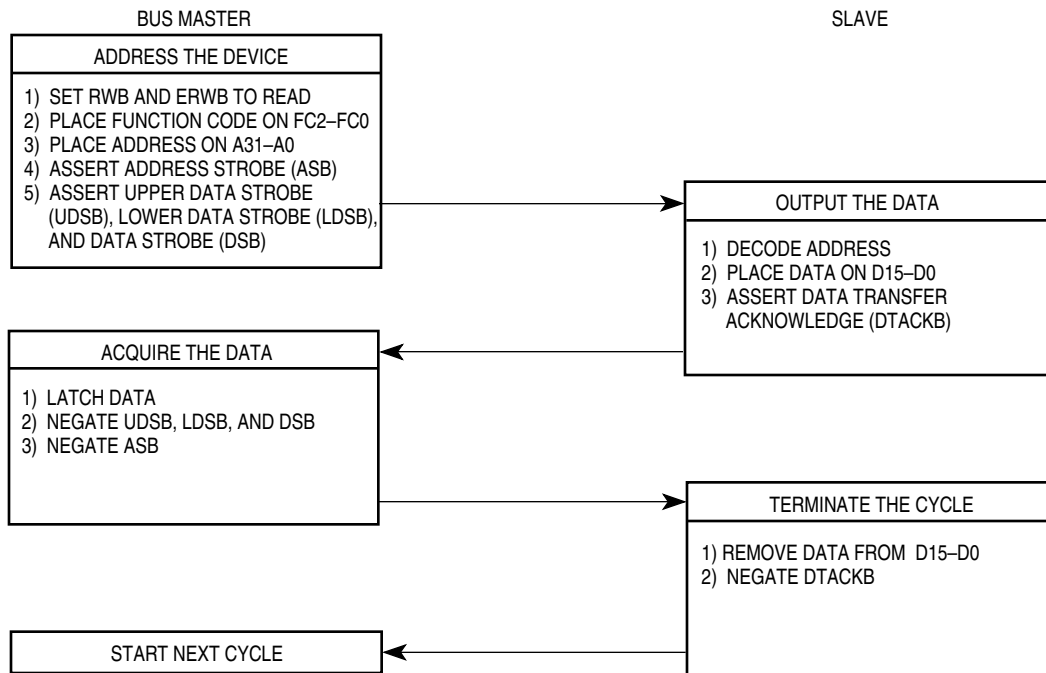 BUS MASTER
SLAVE
ADDRESS THE DEVICE
1) SET RWB AND ERWB TO READ
2) PLACE FUNCTION CODE ON FC2–FC0
3) PLACE ADDRESS ON A31–A0
4) ASSERT ADDRESS STROBE (ASB)
5) ASSERT UPPER DATA STROBE
(UDSB), LOWER DATA STROBE (LDSB),
AND DATA STROBE (DSB)
OUTPUT THE DATA
1) DECODE ADDRESS
2) PLACE DATA ON D15–D0
3) ASSERT DATA TRANSFER
ACKNOWLEDGE (DTACKB)
ACQUIRE THE DATA
1) LATCH DATA
2) NEGATE UDSB, LDSB, AND DSB
3) NEGATE ASB
TERMINATE THE CYCLE
1) REMOVE DATA FROM D15–D0
2) NEGATE DTACKB
START NEXT CYCLE